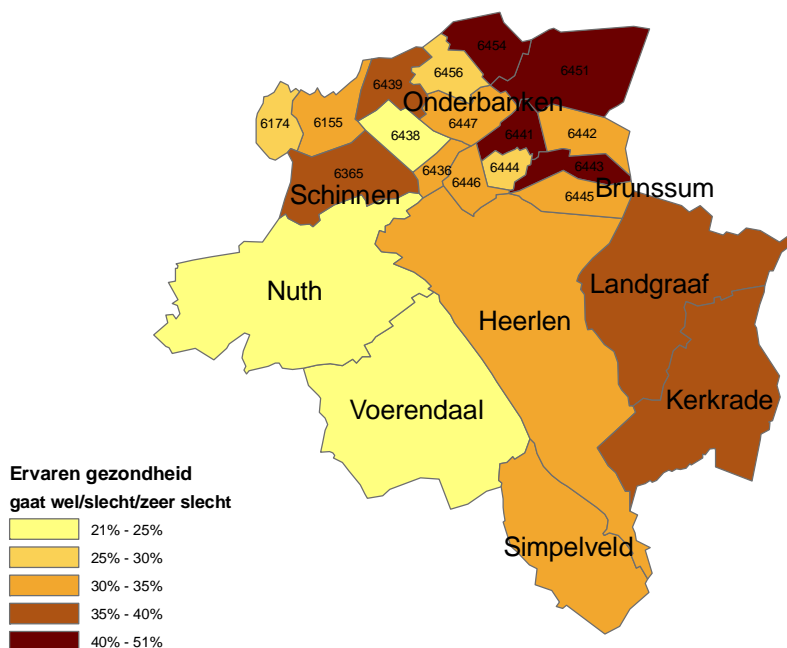 6454
6456
6451
6439
Onderbanken
6174
6155
6447
6438
6441
6442
6444
6443
6436
6446
6365
Schinnen
Brunssum
6445
Nuth
Landgraaf
Heerlen
Voerendaal
Kerkrade
Simpelveld
Ervaren gezondheid
gaat wel/slecht/zeer slecht
21% - 25%
25% - 30%
30% - 35%
35% - 40%
40% - 51%